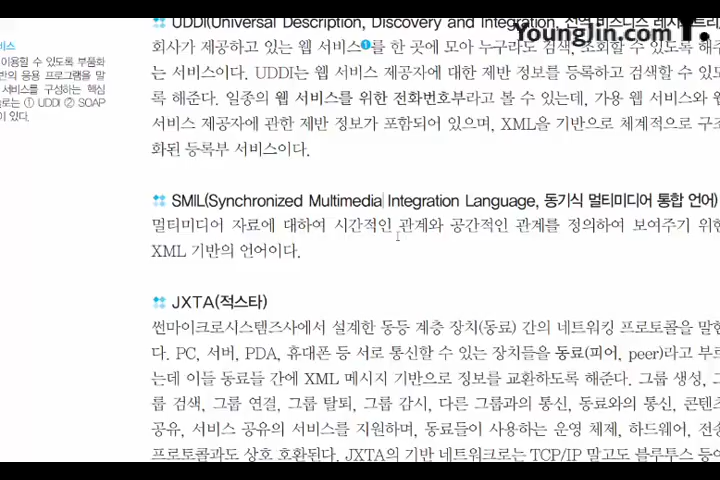 UDDI(Universal Description, Discovery and Integration, 전역 비즈니스 레지스트리
YoungJin.com
회사가 제공하고 있는 웹 서비스❶를 한 곳에 모아 누구라도 검색, 조회할 수 있도록 해주
는 서비스이다. UDDI는 웹 서비스 제공자에 대한 제반 정보를 등록하고 검색할 수 있도
록 해준다. 일종의 웹 서비스를 위한 전화번호부라고 볼 수 있는데, 가용 웹 서비스와 웹
서비스 제공자에 관한 제반 정보가 포함되어 있으며, XML을 기반으로 체계적으로 구조
화된 등록부 서비스이다.
비스
이용할 수 있도록 부품화
반의 응용 프로그램을 말
서비스를 구성하는 핵심
로는 ① UDDI ② SOAP
이 있다.
SMIL(Synchronized Multimedia Integration Language, 동기식 멀티미디어 통합 언어)
멀티미디어 자료에 대하여 시간적인 관계와 공간적인 관계를 정의하여 보여주기 위한
XML 기반의 언어이다.
JXTA(적스타)
썬마이크로시스템즈사에서 설계한 동등 계층 장치(동료) 간의 네트워킹 프로토콜을 말한
다. PC, 서버, PDA, 휴대폰 등 서로 통신할 수 있는 장치들을 동료(피어, peer)라고 부르
는데 이들 동료들 간에 XML 메시지 기반으로 정보를 교환하도록 해준다. 그룹 생성, 그
룹 검색, 그룹 연결, 그룹 탈퇴, 그룹 감시, 다른 그룹과의 통신, 동료와의 통신, 콘텐츠
공유, 서비스 공유의 서비스를 지원하며, 동료들이 사용하는 운영 체제, 하드웨어, 전송
프로토콜과도 상호 호환된다. JXTA의 기반 네트워크로는 TCP/IP 말고도 블루투스 등이